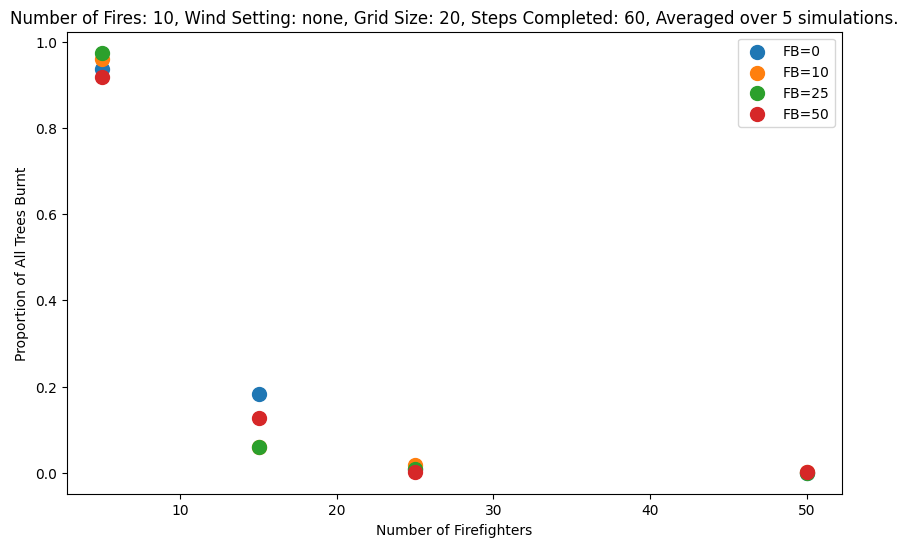 Number of Fires: 10, Wind Setting: none, Grid Size: 20, Steps Completed: 60, Averaged over 5 simulations.
FB=0
FB=10
FB=25
FB=50
Proportion of All Trees Burnt
1.0
0.8
0.6
0.4
0.2
0.0
10
20
30
40
50
Number of Firefighters